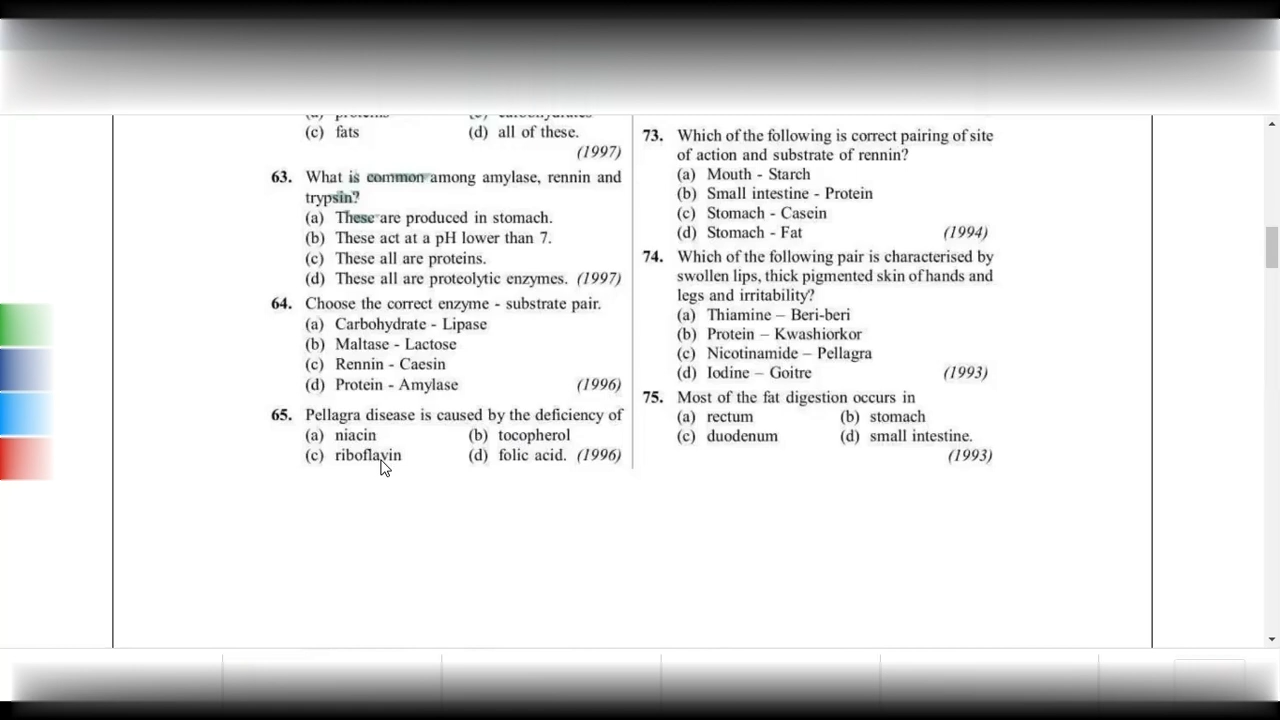 (c) fats (d) all of these.
(1997)
63. What is common among amylase, rennin and
trypsin?
(a) These are produced in stomach.
(b) These act at a pH lower than 7.
(c) These all are proteins.
(d) These all are proteolytic enzymes. (1997)
64. Choose the correct enzyme - substrate pair.
(a) Carbohydrate - Lipase
(b) Maltase - Lactose
(c) Rennin - Caesin
(d) Protein - Amylase (1996)
65. Pellagra disease is caused by the deficiency of
(a) niacin (b) tocopherol
(c) riboflavin (d) folic acid. (1996)
73. Which of the following is correct pairing of site
of action and substrate of rennin?
(a) Mouth - Starch
(b) Small intestine - Protein
(c) Stomach - Casein
(d) Stomach - Fat (1994)
74. Which of the following pair is characterised by
swollen lips, thick pigmented skin of hands and
legs and irritability?
(a) Thiamine – Beri-beri
(b) Protein – Kwashiorkor
(c) Nicotinamide – Pellagra
(d) Iodine – Goitre (1993)
75. Most of the fat digestion occurs in
(a) rectum (b) stomach
(c) duodenum (d) small intestine.
(1993)